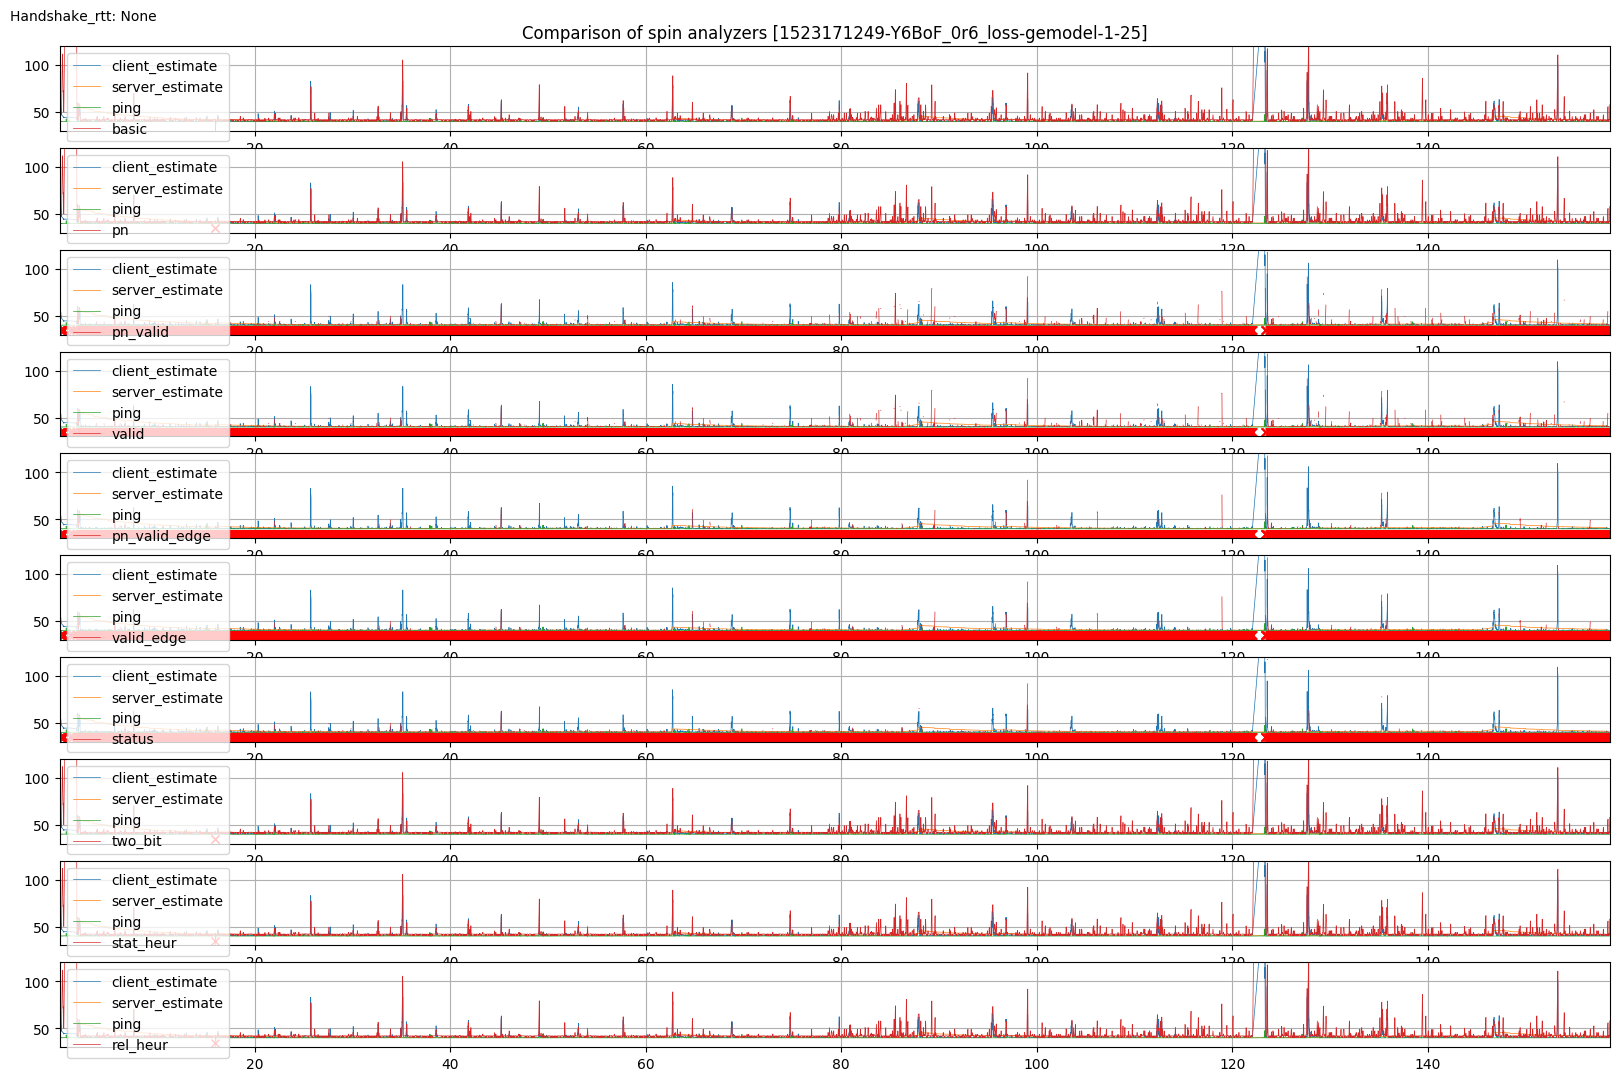 Handshake_rtt: None
Comparison of spin analyzers [1523171249-Y6BoF_0r6_loss-gemodel-1-25]
100
50
client_estimate
server_estimate
ping
basic
20 40 60 80 100 120 140
100
50
client_estimate
server_estimate
ping
pn
20 40 60 80 100 120 140
100
50
client_estimate
server_estimate
ping
pn_valid
20 40 60 80 100 120 140
100
50
client_estimate
server_estimate
ping
valid
20 40 60 80 100 120 140
100
50
client_estimate
server_estimate
ping
pn_valid_edge
20 40 60 80 100 120 140
100
50
client_estimate
server_estimate
ping
valid_edge
20 40 60 80 100 120 140
100
50
client_estimate
server_estimate
ping
status
20 40 60 80 100 120 140
100
50
client_estimate
server_estimate
ping
two_bit
20 40 60 80 100 120 140
100
50
client_estimate
server_estimate
ping
stat_heur
20 40 60 80 100 120 140
100
50
client_estimate
server_estimate
ping
rel_heur
20 40 60 80 100 120 140